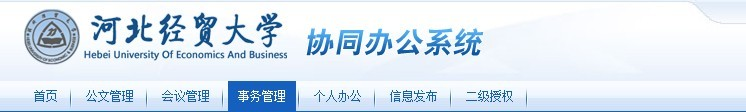 河北经贸大学
Hebei University Of Economics And Business
协同办公系统
首页 公文管理 会议管理 事务管理 个人办公 信息发布 二级授权